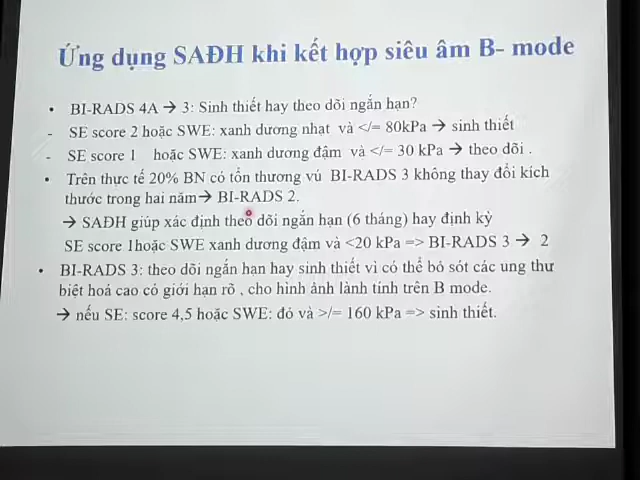 Ứng dụng SAĐH khi kết hợp siêu âm B- mode
• BI-RADS 4A → 3: Sinh thiết hay theo dõi ngắn hạn?
- SE score 2 hoặc SWE: xanh dương nhạt và </= 80kPa → sinh thiết
- SE score 1 hoặc SWE: xanh dương đậm và </= 30 kPa → theo dõi .
• Trên thực tế 20% BN có tổn thương vú BI-RADS 3 không thay đổi kích
thước trong hai năm→ BI-RADS 2.
→ SAĐH giúp xác định theo dõi ngắn hạn (6 tháng) hay định kỳ
SE score 1hoặc SWE xanh dương đậm và <20 kPa => BI-RADS 3 → 2
• BI-RADS 3: theo dõi ngắn hạn hay sinh thiết vì có thể bỏ sót các ung thư
biệt hoá cao có giới hạn rõ , cho hình ảnh lành tính trên B mode.
→ nếu SE: score 4,5 hoặc SWE: đỏ và >/= 160 kPa => sinh thiết.